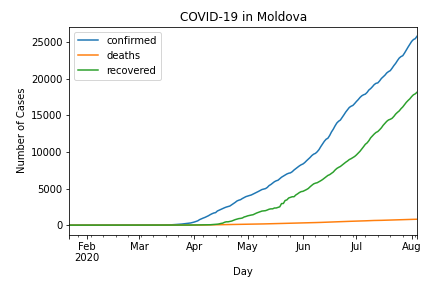 COVID-19 in Moldova
confirmed
deaths
recovered
Number of Cases
25000
20000
15000
10000
5000
0
Feb
2020
Mar
Apr
May
Jun
Jul
Aug
Day